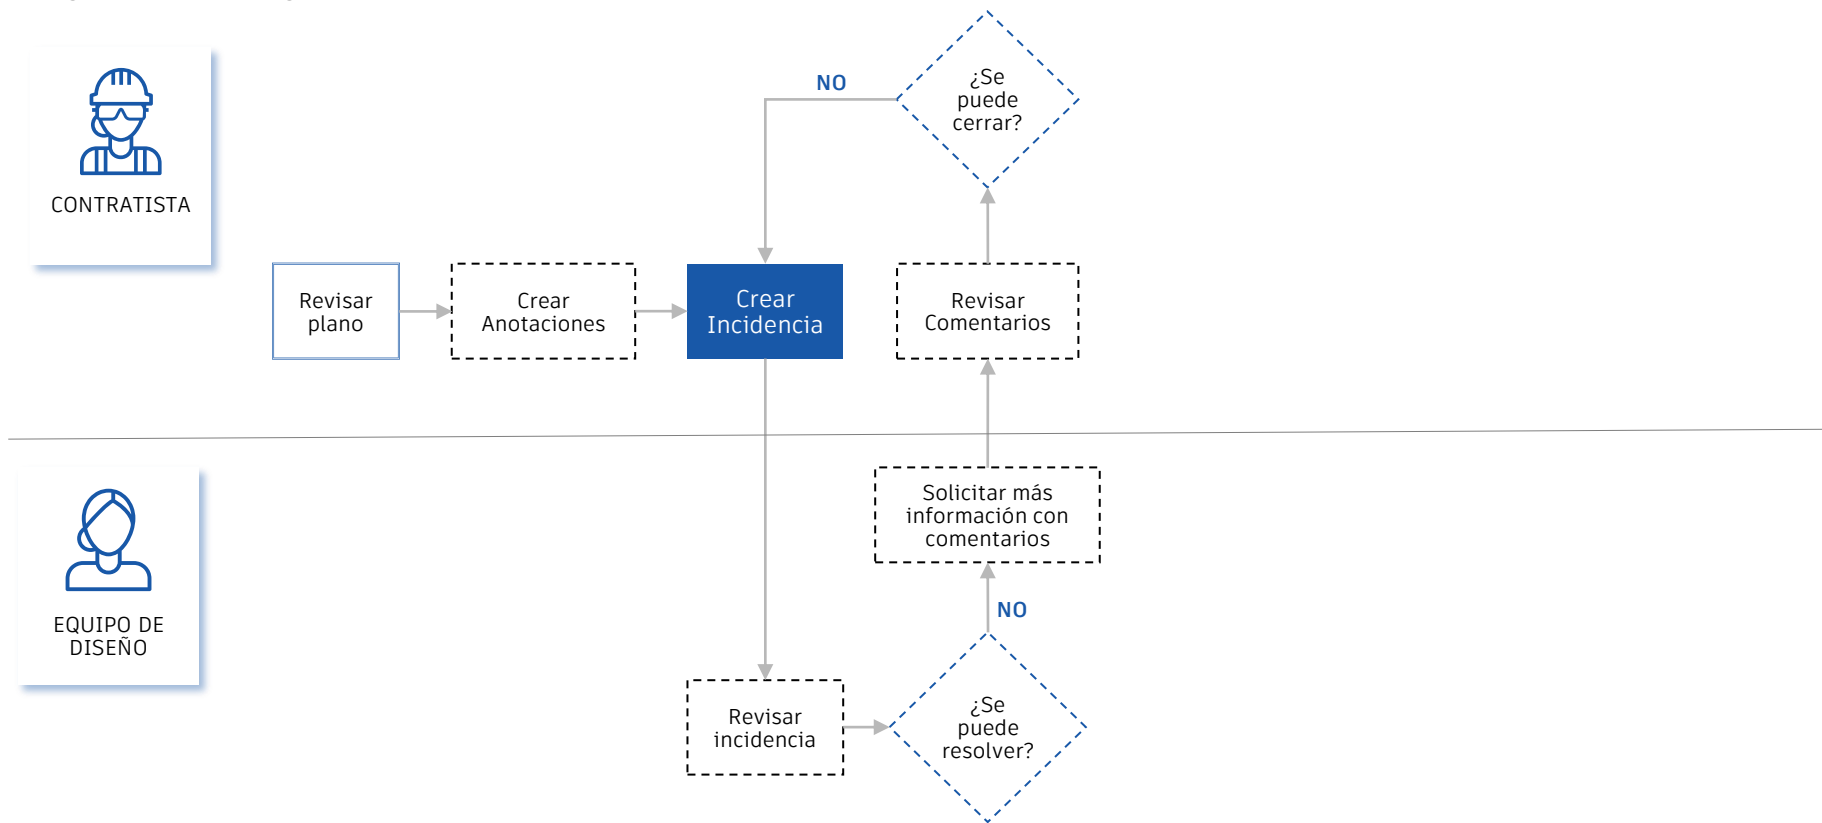 ¿Se
puede
cerrar?
NO
CONTRATISTA
Revisar
plano
Crear
Anotaciones
Crear
Incidencia
Revisar
Comentarios
Solicitar más
información con
comentarios
NO
EQUIPO DE
DISEÑO
Revisar
incidencia
¿Se
puede
resolver?